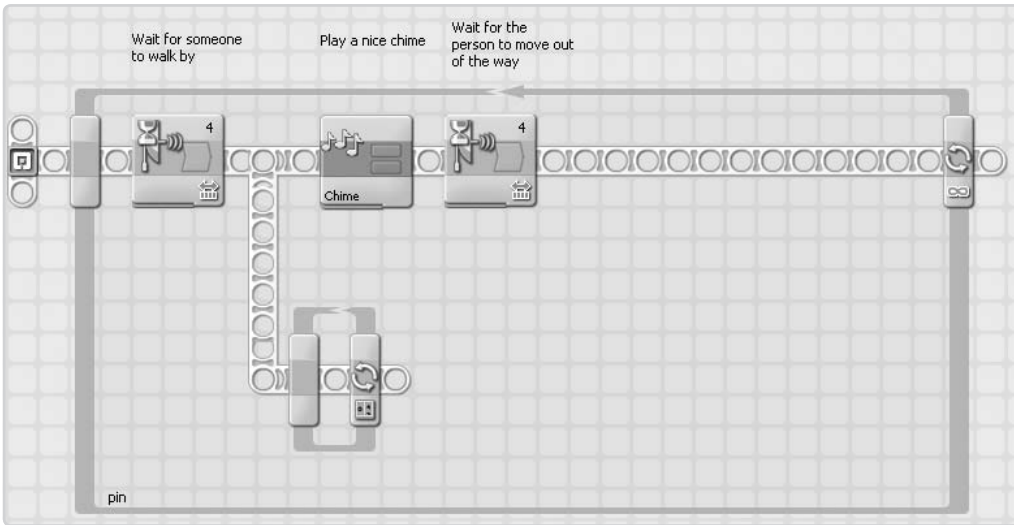 Wait for someone
to walk by
Play a nice chime
Wait for the
person to move out
of the way
4
4
Chime
pin